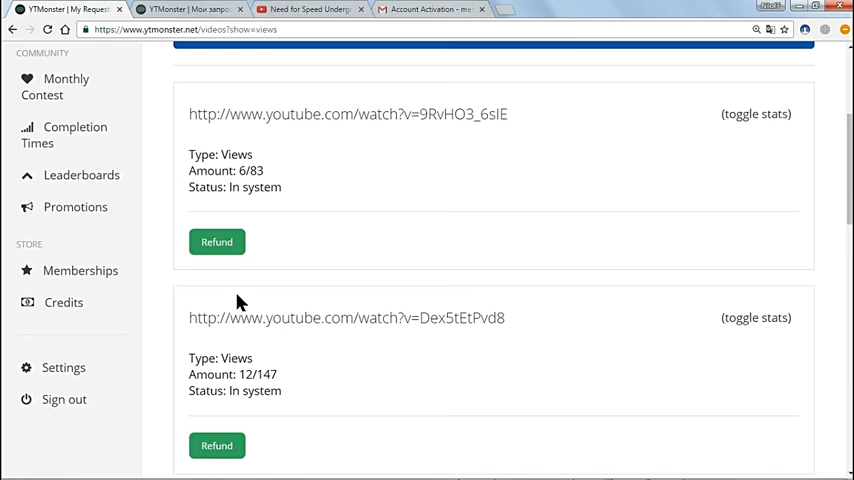 YTMonster | My Request
YTMonster | Мои запро
Need for Speed Underg
Account Activation - me
NikoFF
https://www.ytmonster.net/videos?show=views
COMMUNITY
Monthly
Contest
Completion
Times
Leaderboards
Promotions
STORE
Memberships
Credits
Settings
Sign out
http://www.youtube.com/watch?v=9RvHO3_6sIE
(toggle stats)
Type: Views
Amount: 6/83
Status: In system
Refund
http://www.youtube.com/watch?v=Dex5tEtPvd8
(toggle stats)
Type: Views
Amount: 12/147
Status: In system
Refund